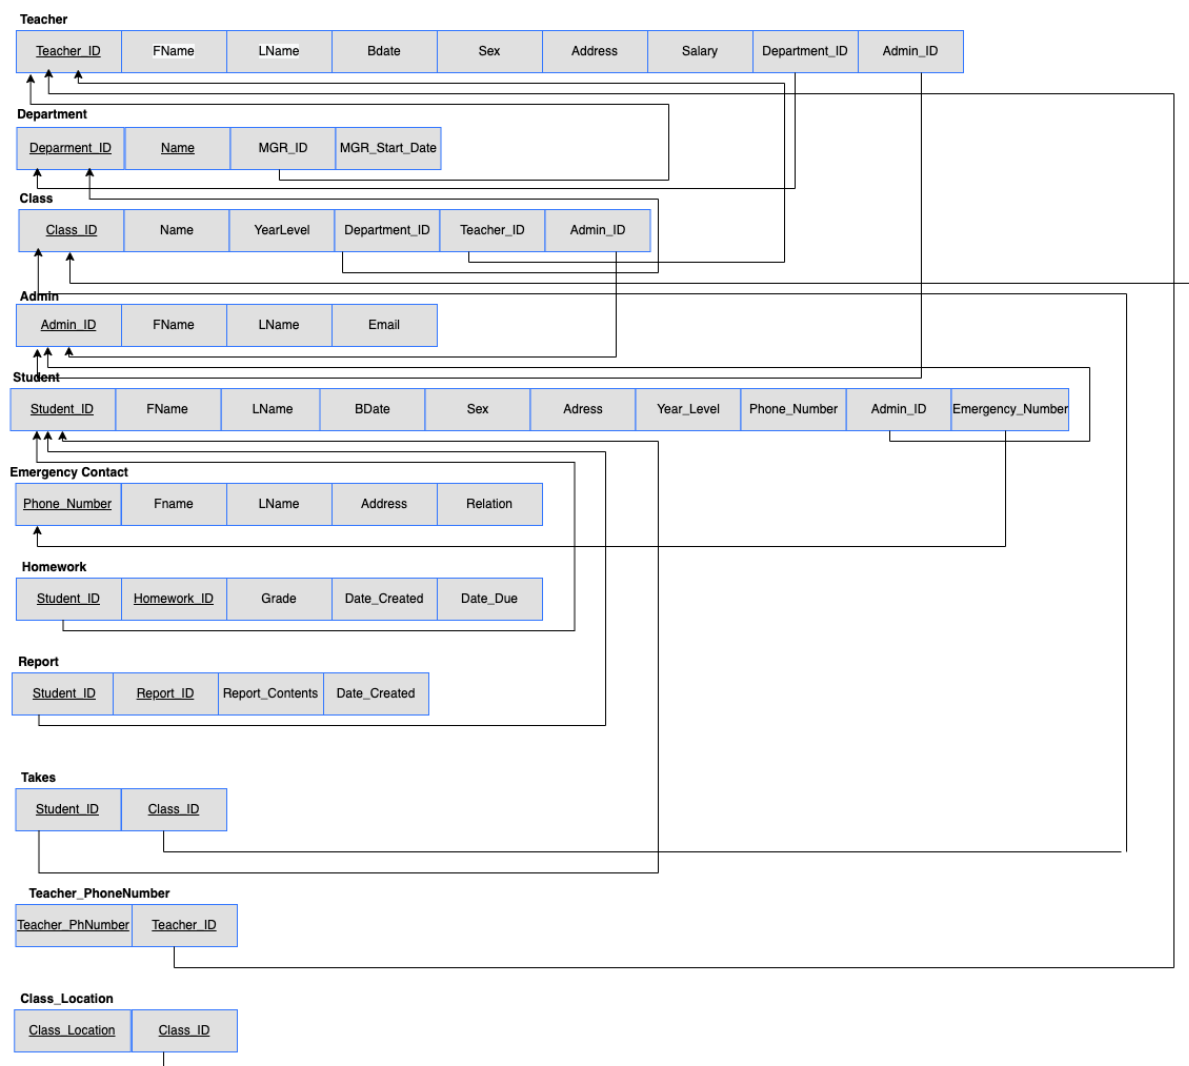 Teacher
Teacher_ID FName LName Bdate Sex Address Salary Department_ID Admin_ID
Department
Deparment_ID Name MGR_ID MGR_Start_Date
Class
Class_ID Name YearLevel Department_ID Teacher_ID Admin_ID
Admin
Admin_ID FName LName Email
Student
Student_ID FName LName BDate Sex Adress Year_Level Phone_Number Admin_ID Emergency_Number
Emergency Contact
Phone_Number Fname LName Address Relation
Homework
Student_ID Homework_ID Grade Date_Created Date_Due
Report
Student_ID Report_ID Report_Contents Date_Created
Takes
Student_ID Class_ID
Teacher_PhoneNumber
Teacher_PhNumber Teacher_ID
Class_Location
Class_Location Class_ID